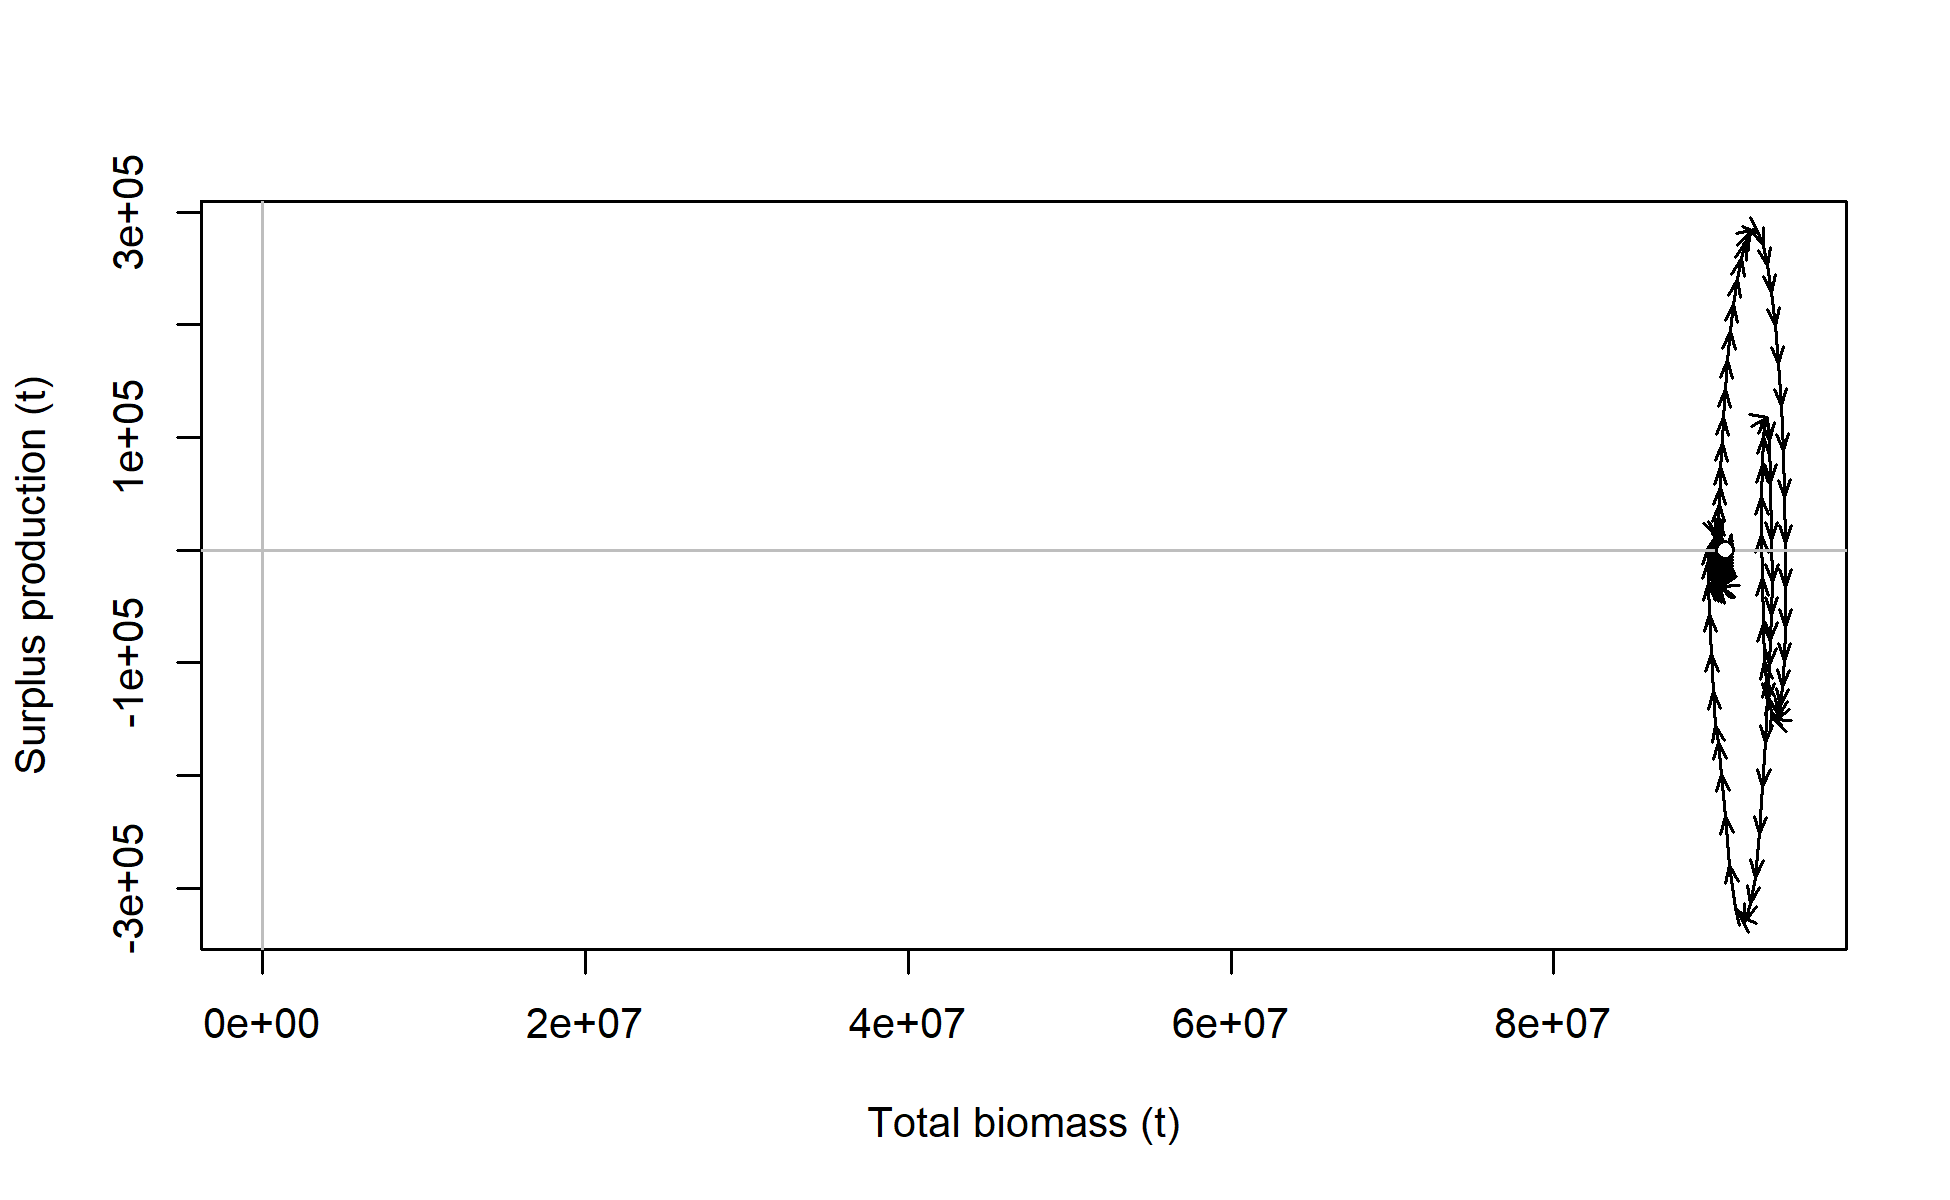 Surplus production (t)
3e+05
1e+05
-1e+05
-3e+05
0e+00 2e+07 4e+07 6e+07 8e+07
Total biomass (t)